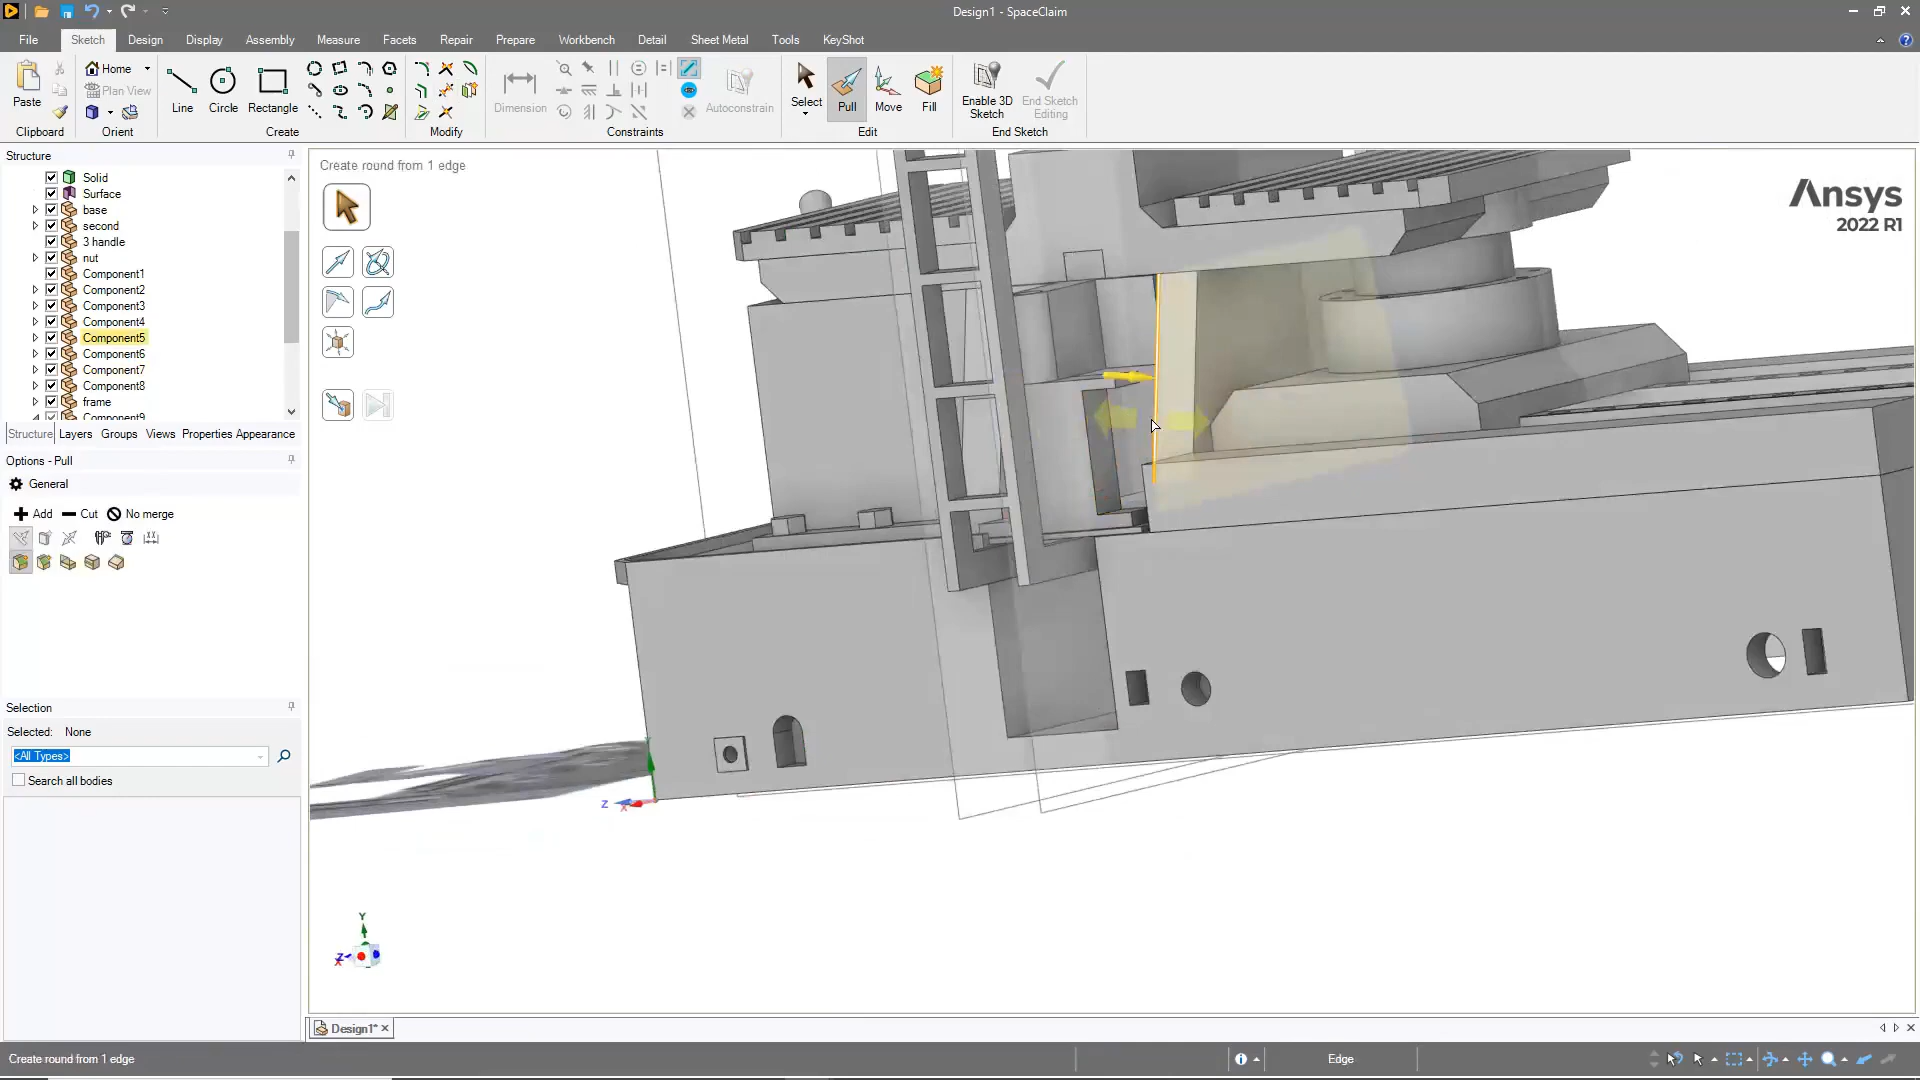 Design1 - SpaceClaim
File Sketch Design Display Assembly Measure Facets Repair Prepare Workbench Detail Sheet Metal Tools KeyShot
Paste
Home
Plan View
Line Circle Rectangle
Dimension
Autoconstrain
Select Pull Move Fill
Enable 3D Sketch
End Sketch Editing
Clipboard Orient Create Modify Constraints Edit End Sketch
Structure
Solid
Surface
base
second
3 handle
nut
Component1
Component2
Component3
Component4
Component5
Component6
Component7
Component8
frame
Component9
Structure Layers Groups Views Properties Appearance
Options - Pull
General
Add Cut No merge
Selection
Selected: None
<All Types>
Search all bodies
Create round from 1 edge
Ansys
2022 R1
Z X Y
Y
Z
X
Design1*
Create round from 1 edge
Edge